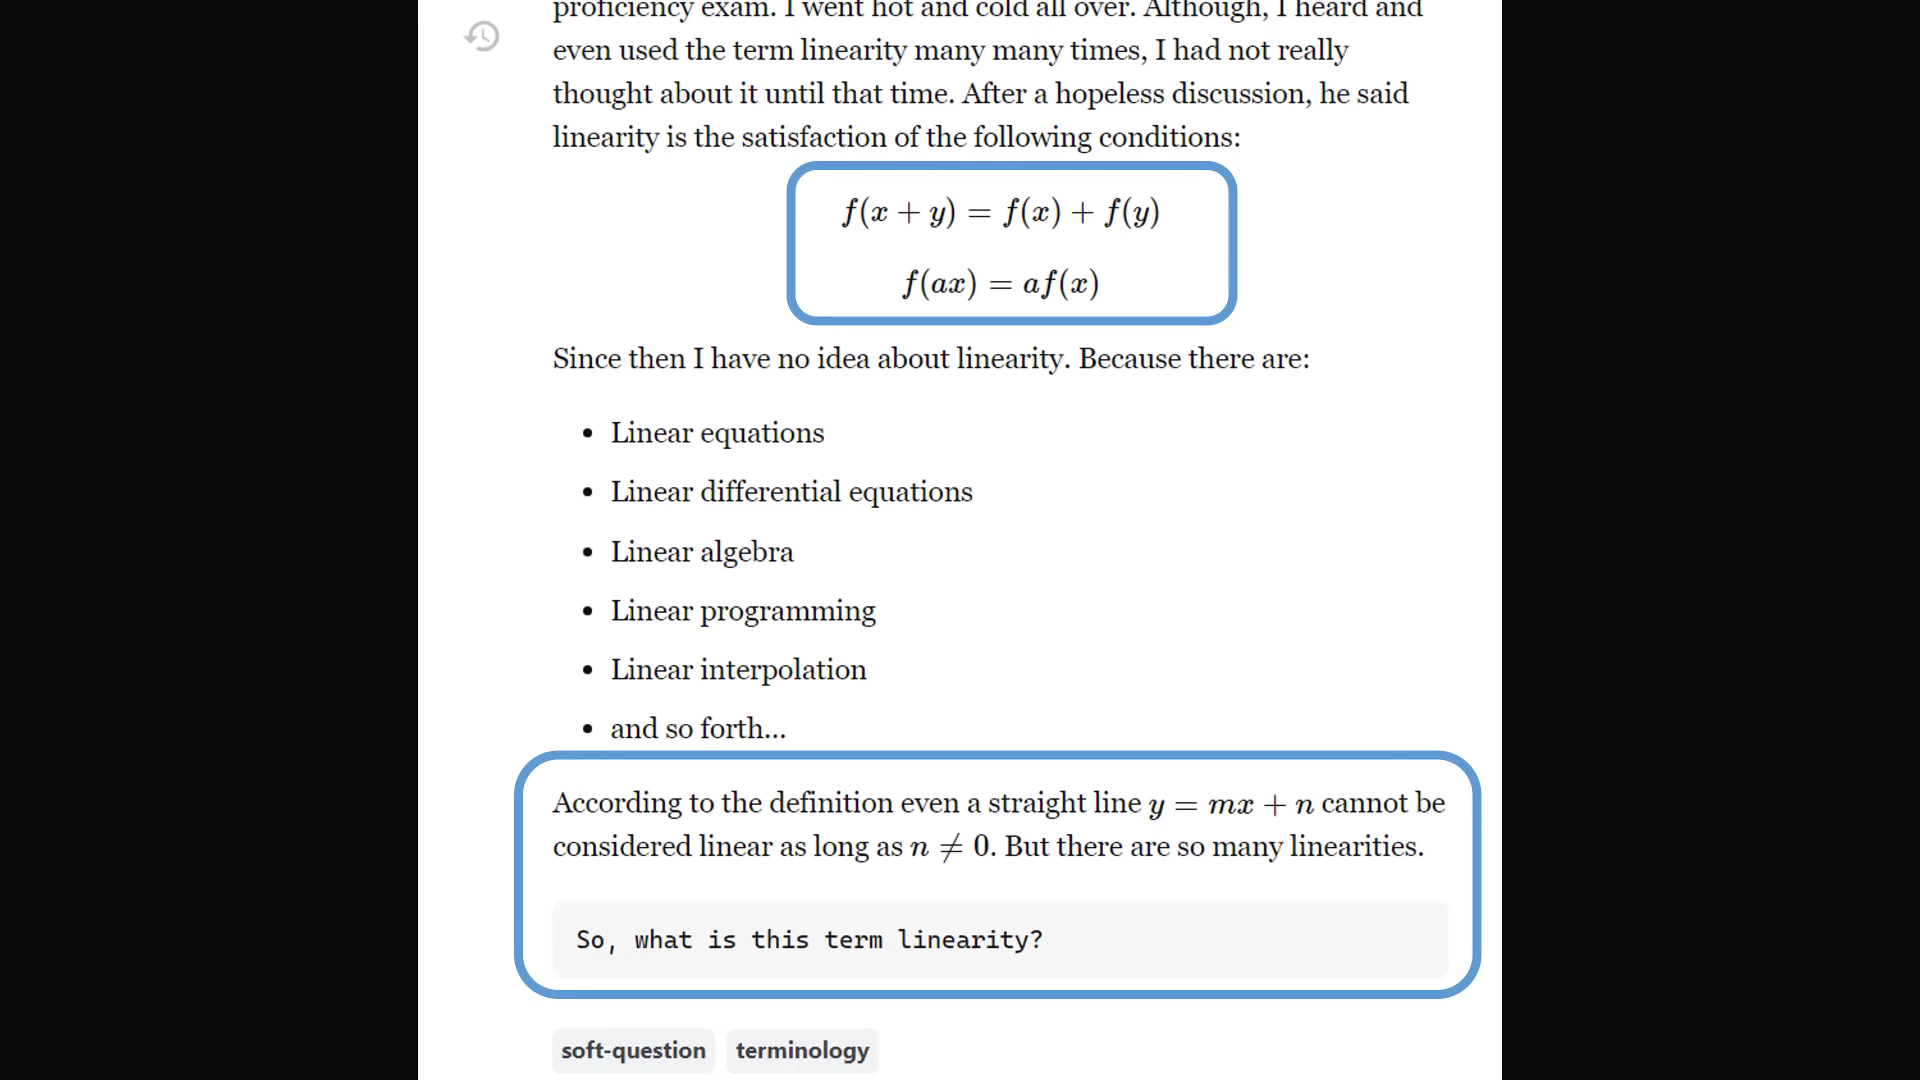 proficiency exam. I went hot and cold all over. Although, I heard and
even used the term linearity many many times, I had not really
thought about it until that time. After a hopeless discussion, he said
linearity is the satisfaction of the following conditions:
f(x + y) = f(x) + f(y)
f(ax) = af(x)
Since then I have no idea about linearity. Because there are:
• Linear equations
• Linear differential equations
• Linear algebra
• Linear programming
• Linear interpolation
• and so forth...
According to the definition even a straight line y = mx + n cannot be
considered linear as long as n ≠ 0. But there are so many linearities.
So, what is this term linearity?
soft-question terminology